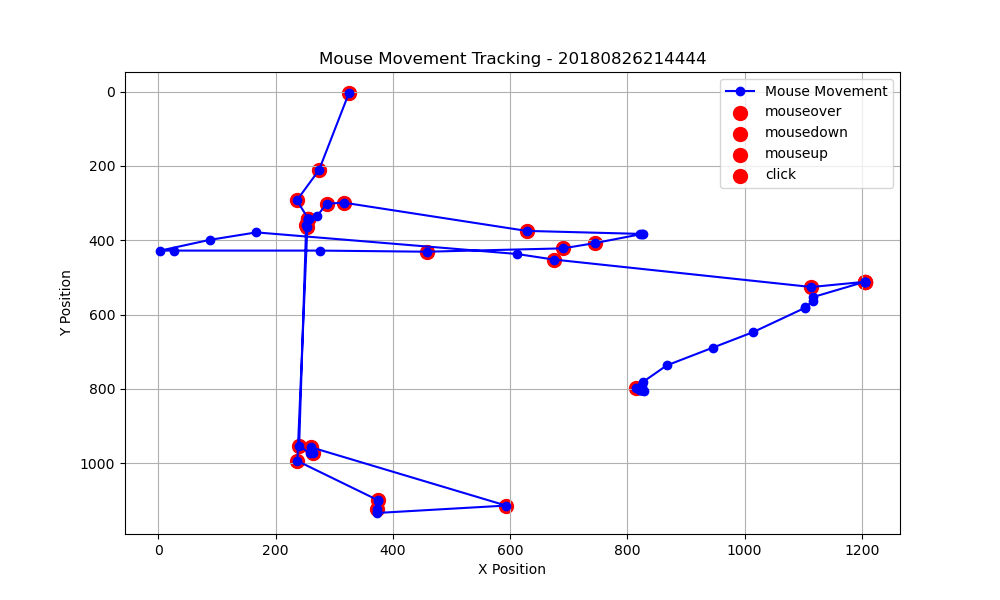 Mouse Movement Tracking - 20180826214444
Mouse Movement
mouseover
mousedown
mouseup
click
0
200
400
600
800
1000
Y Position
0
200
400
600
800
1000
1200
X Position